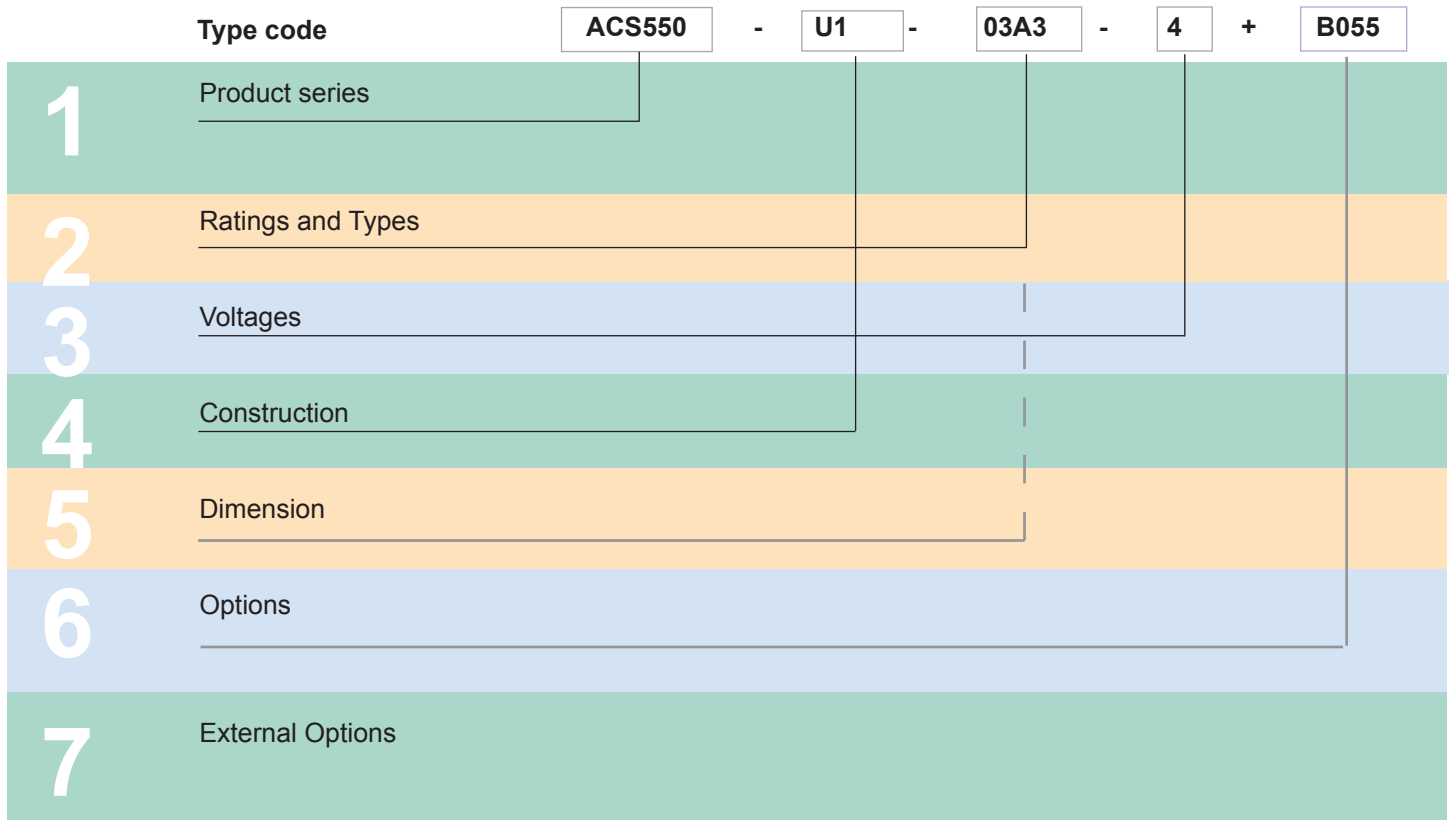 Type code ACS550 - U1 - 03A3 - 4 + B055
1 Product series
2 Ratings and Types
3 Voltages
4 Construction
5 Dimension
6 Options
7 External Options